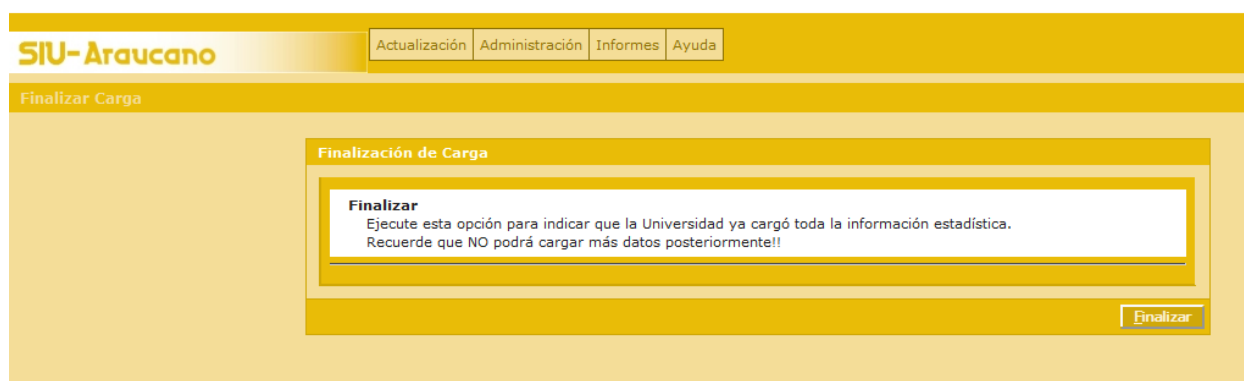 SIU-Araucano
Actualización Administración Informes Ayuda
Finalizar Carga
Finalización de Carga
Finalizar
Ejecute esta opción para indicar que la Universidad ya cargó toda la información estadística.
Recuerde que NO podrá cargar más datos posteriormente!!
Finalizar